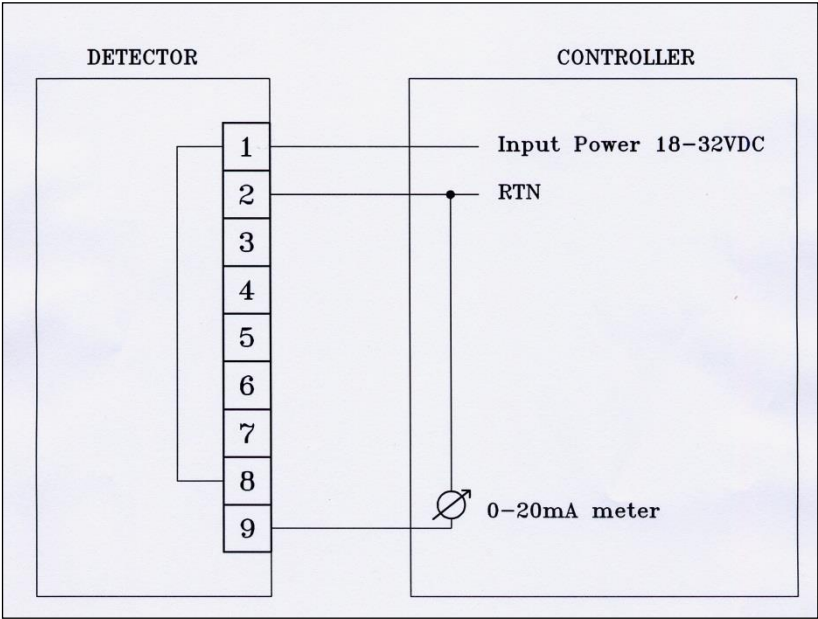 DETECTOR
CONTROLLER
1
Input Power 18-32VDC
2
RTN
3
4
5
6
7
8
9
0-20mA meter